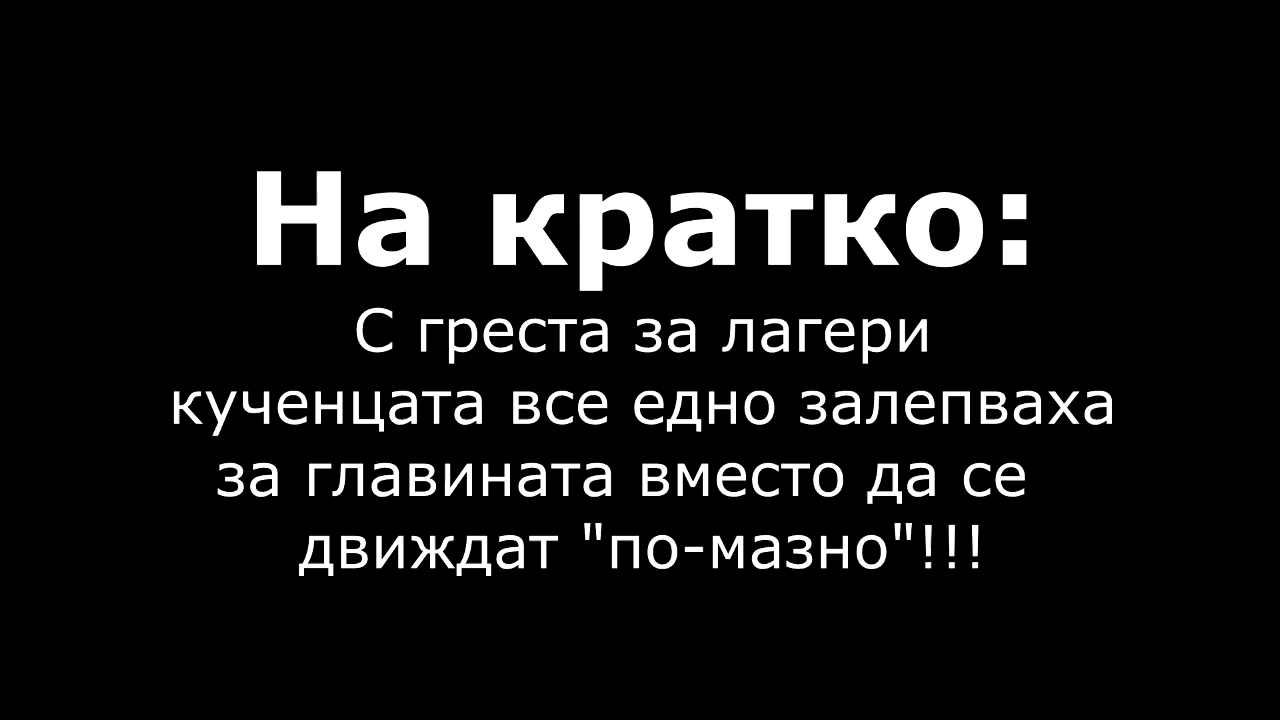 На кратко:
С греста за лагери
кученцата все едно залепваха
за главината вместо да се
движдат "по-мазно"!!!